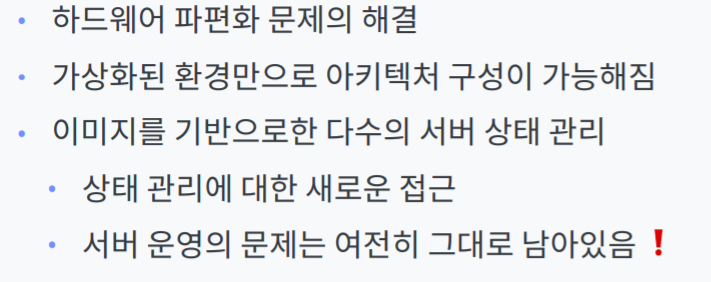 • 하드웨어 파편화 문제의 해결
• 가상화된 환경만으로 아키텍처 구성이 가능해짐
• 이미지를 기반으로한 다수의 서버 상태 관리
• 상태 관리에 대한 새로운 접근
• 서버 운영의 문제는 여전히 그대로 남아있음 ❗